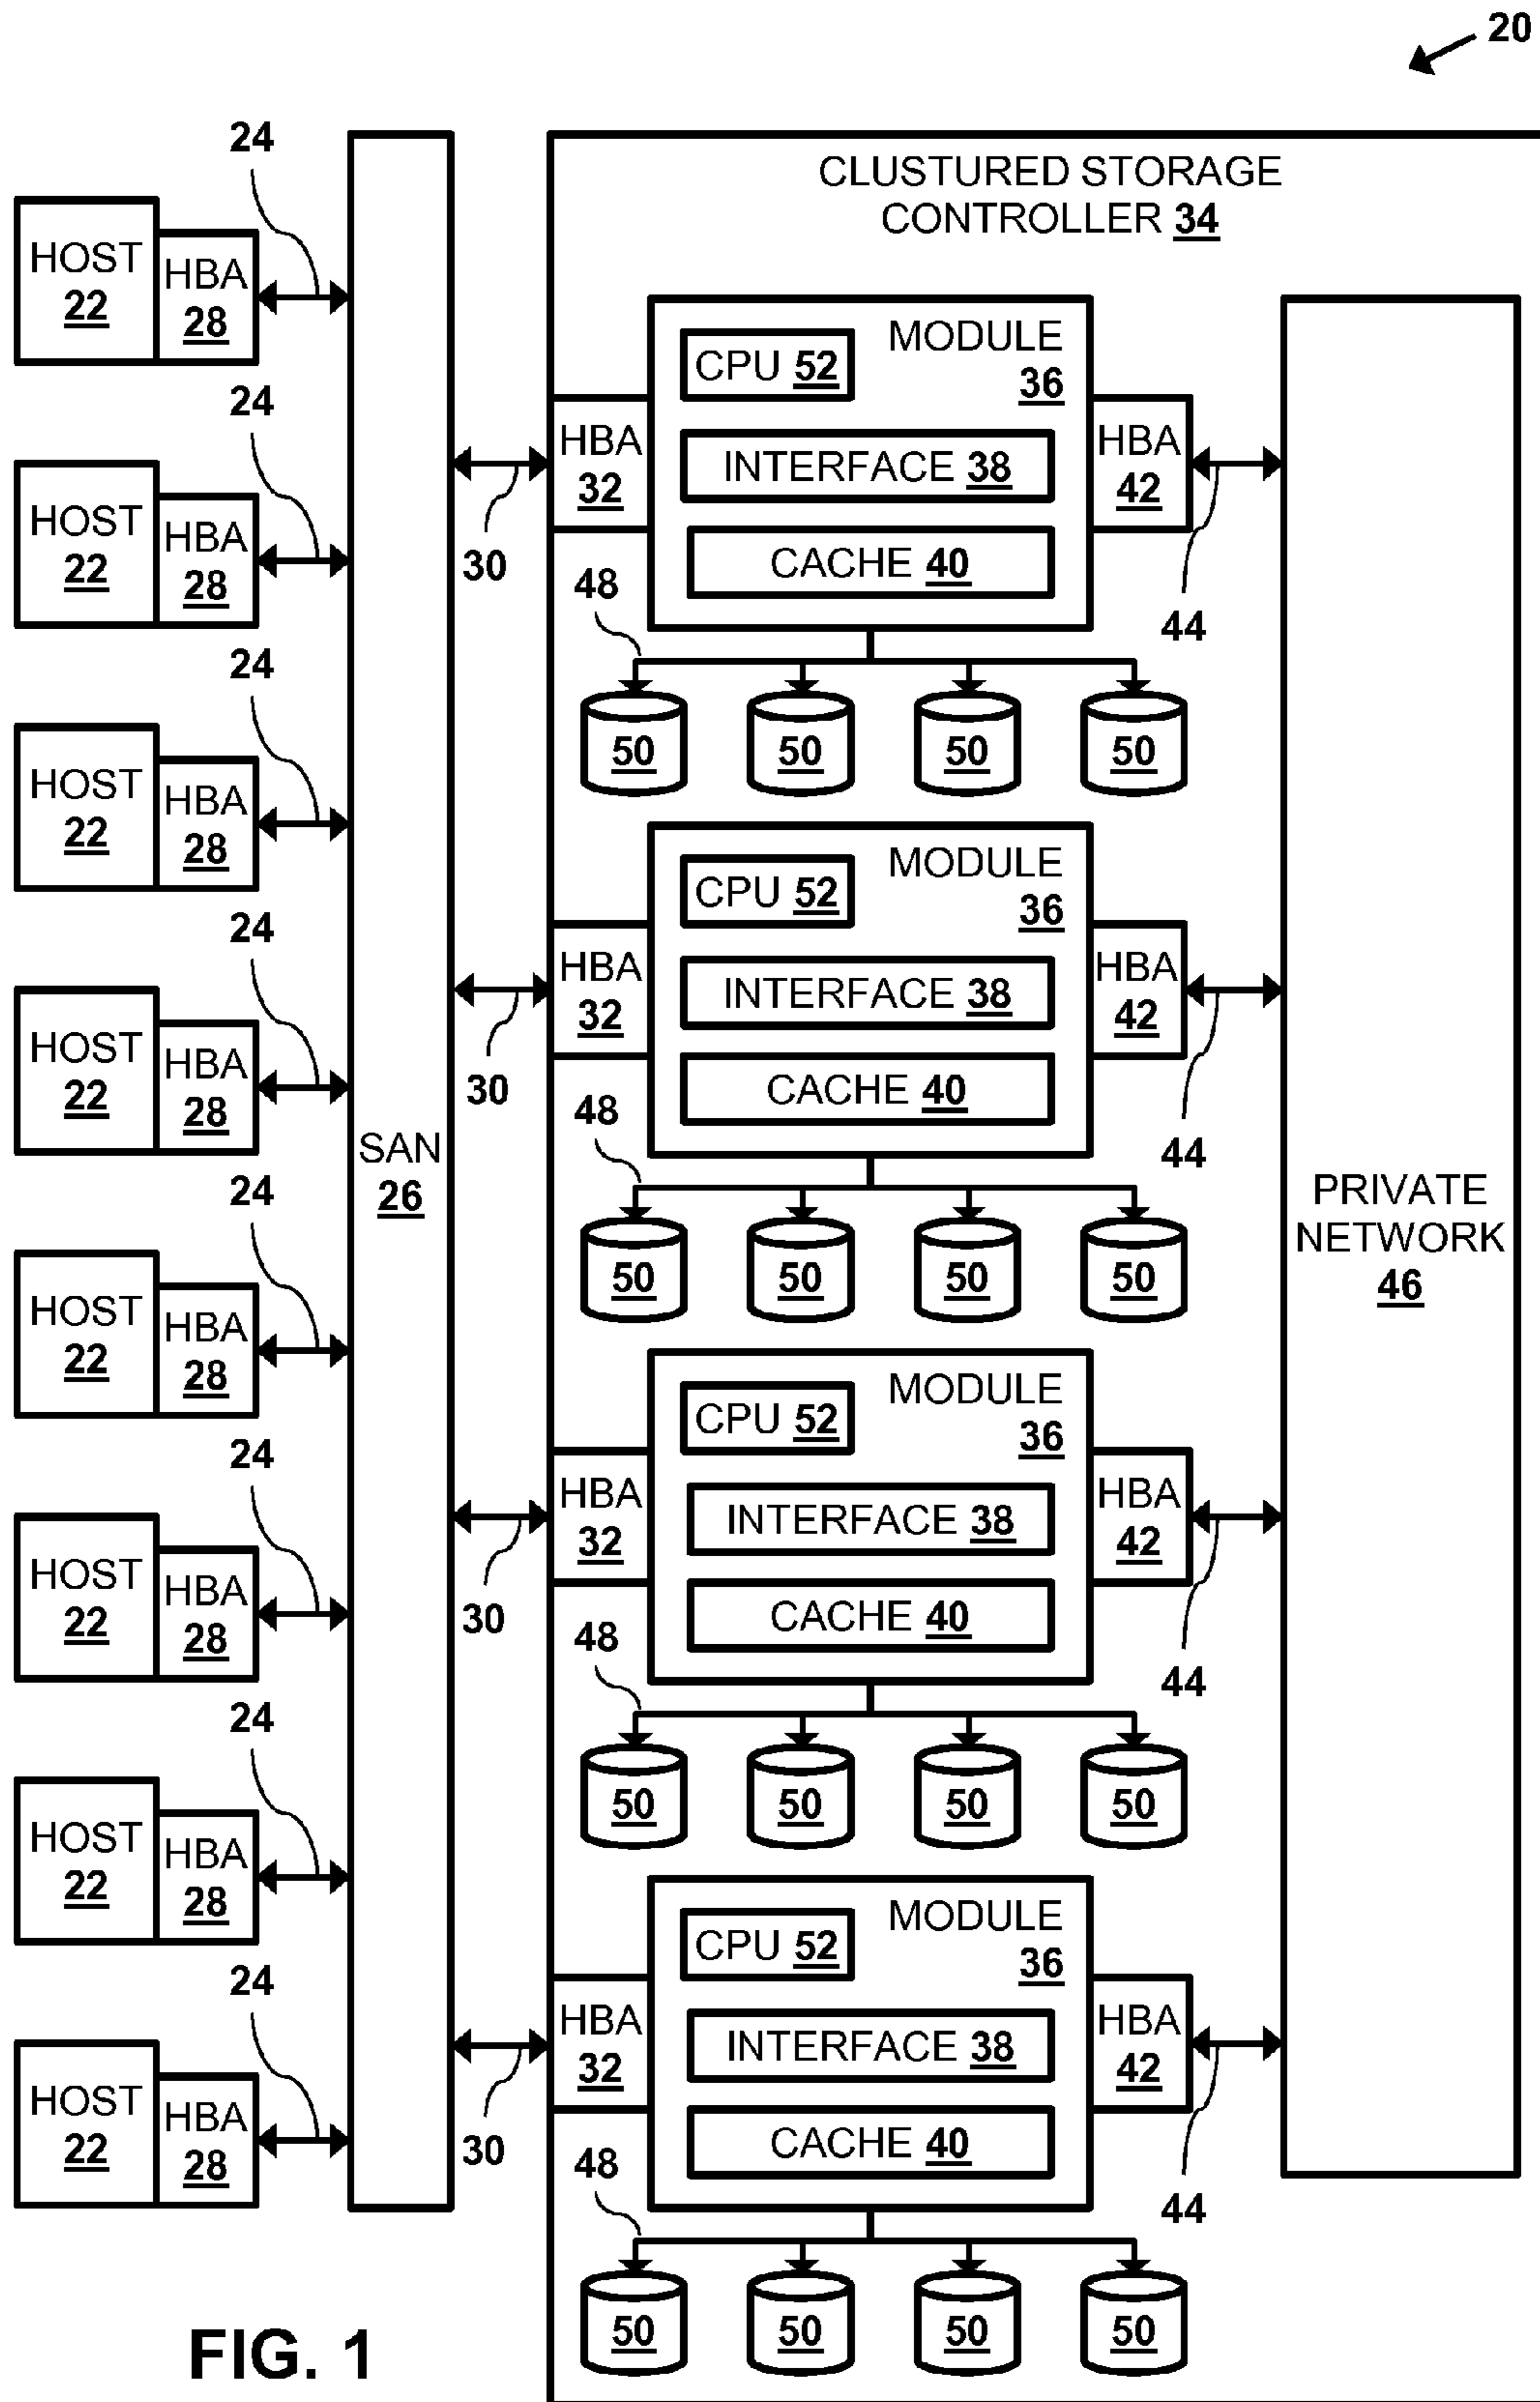 20
24
HOST
22
HBA
28
24
HOST
22
HBA
28
24
HOST
22
HBA
28
24
HOST
22
HBA
28
24
HOST
22
HBA
28
24
HOST
22
HBA
28
24
HOST
22
HBA
28
24
HOST
22
HBA
28
SAN
26
30
30
30
30
CLUSTURED STORAGE
CONTROLLER 34
HBA
32
CPU 52
MODULE
36
INTERFACE 38
CACHE 40
HBA
42
44
48
50 50 50 50
HBA
32
CPU 52
MODULE
36
INTERFACE 38
CACHE 40
HBA
42
44
48
50 50 50 50
HBA
32
CPU 52
MODULE
36
INTERFACE 38
CACHE 40
HBA
42
44
48
50 50 50 50
HBA
32
CPU 52
MODULE
36
INTERFACE 38
CACHE 40
HBA
42
44
48
50 50 50 50
PRIVATE
NETWORK
46
FIG. 1